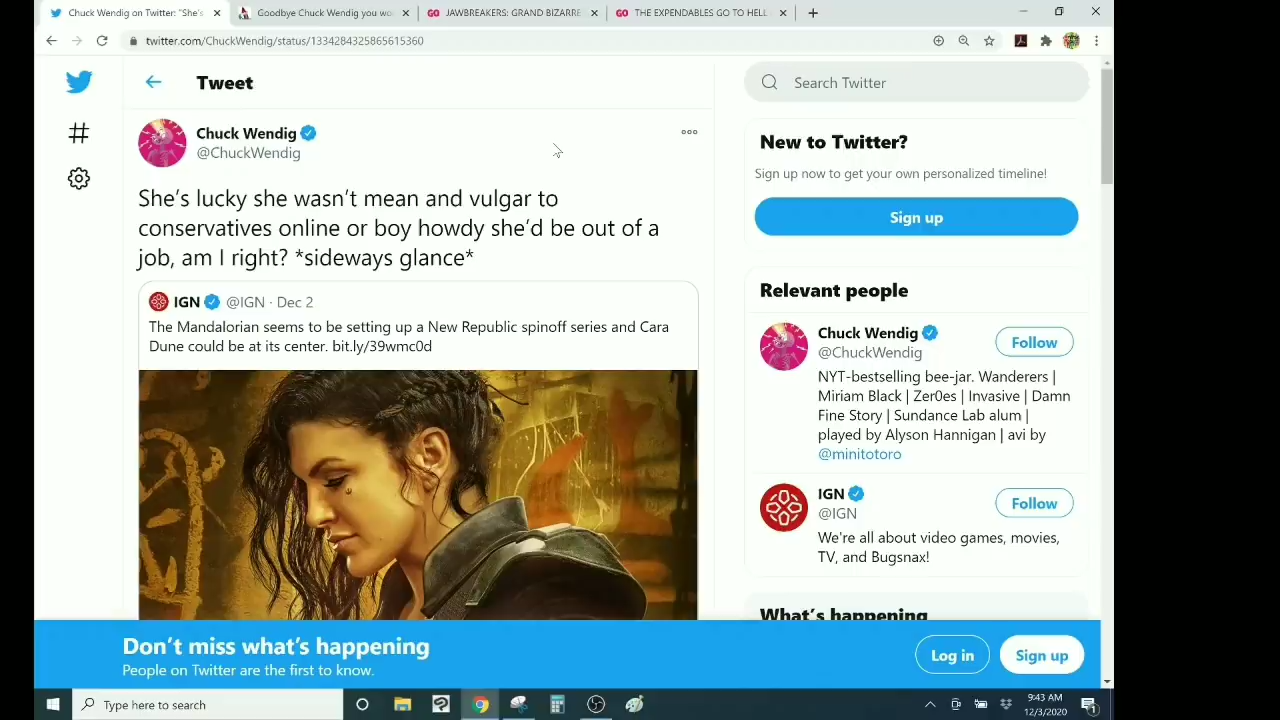 Chuck Wendig on Twitter: "She's
Goodbye Chuck Wendig you wo
GO JAWBREAKERS: GRAND BIZARRE
GO THE EXPENDABLES GO TO HELL
twitter.com/ChuckWendig/status/1334284325865615360
Tweet
Search Twitter
Chuck Wendig
@ChuckWendig
She's lucky she wasn't mean and vulgar to
conservatives online or boy howdy she'd be out of a
job, am I right? *sideways glance*
IGN @IGN · Dec 2
The Mandalorian seems to be setting up a New Republic spinoff series and Cara
Dune could be at its center. bit.ly/39wmc0d
New to Twitter?
Sign up now to get your own personalized timeline!
Sign up
Relevant people
Chuck Wendig
@ChuckWendig
Follow
NYT-bestselling bee-jar. Wanderers |
Miriam Black | Zer0es | Invasive | Damn
Fine Story | Sundance Lab alum |
played by Alyson Hannigan | avi by
@minitotoro
IGN
@IGN
Follow
We're all about video games, movies,
TV, and Bugsnax!
What's happening
Don't miss what's happening
People on Twitter are the first to know.
Log in
Sign up
Type here to search
9:43 AM
12/3/2020
1